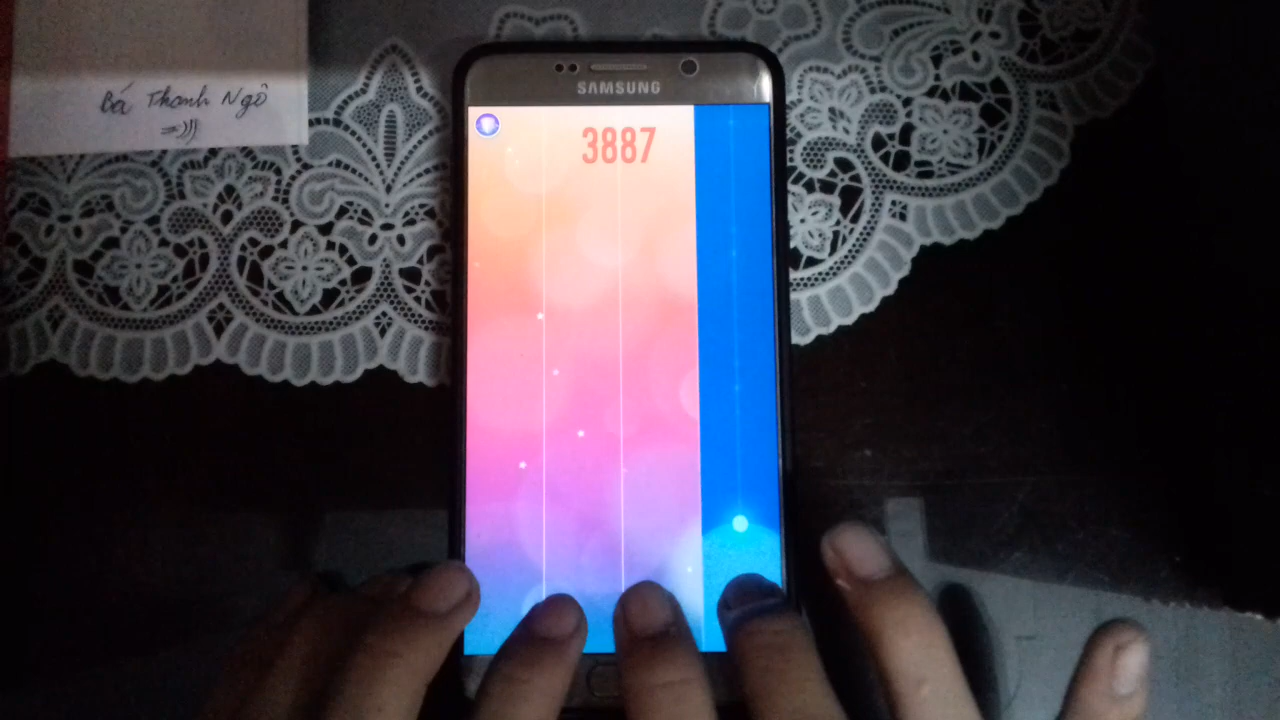 Bá Thanh Ngô
=)))
SAMSUNG
3887